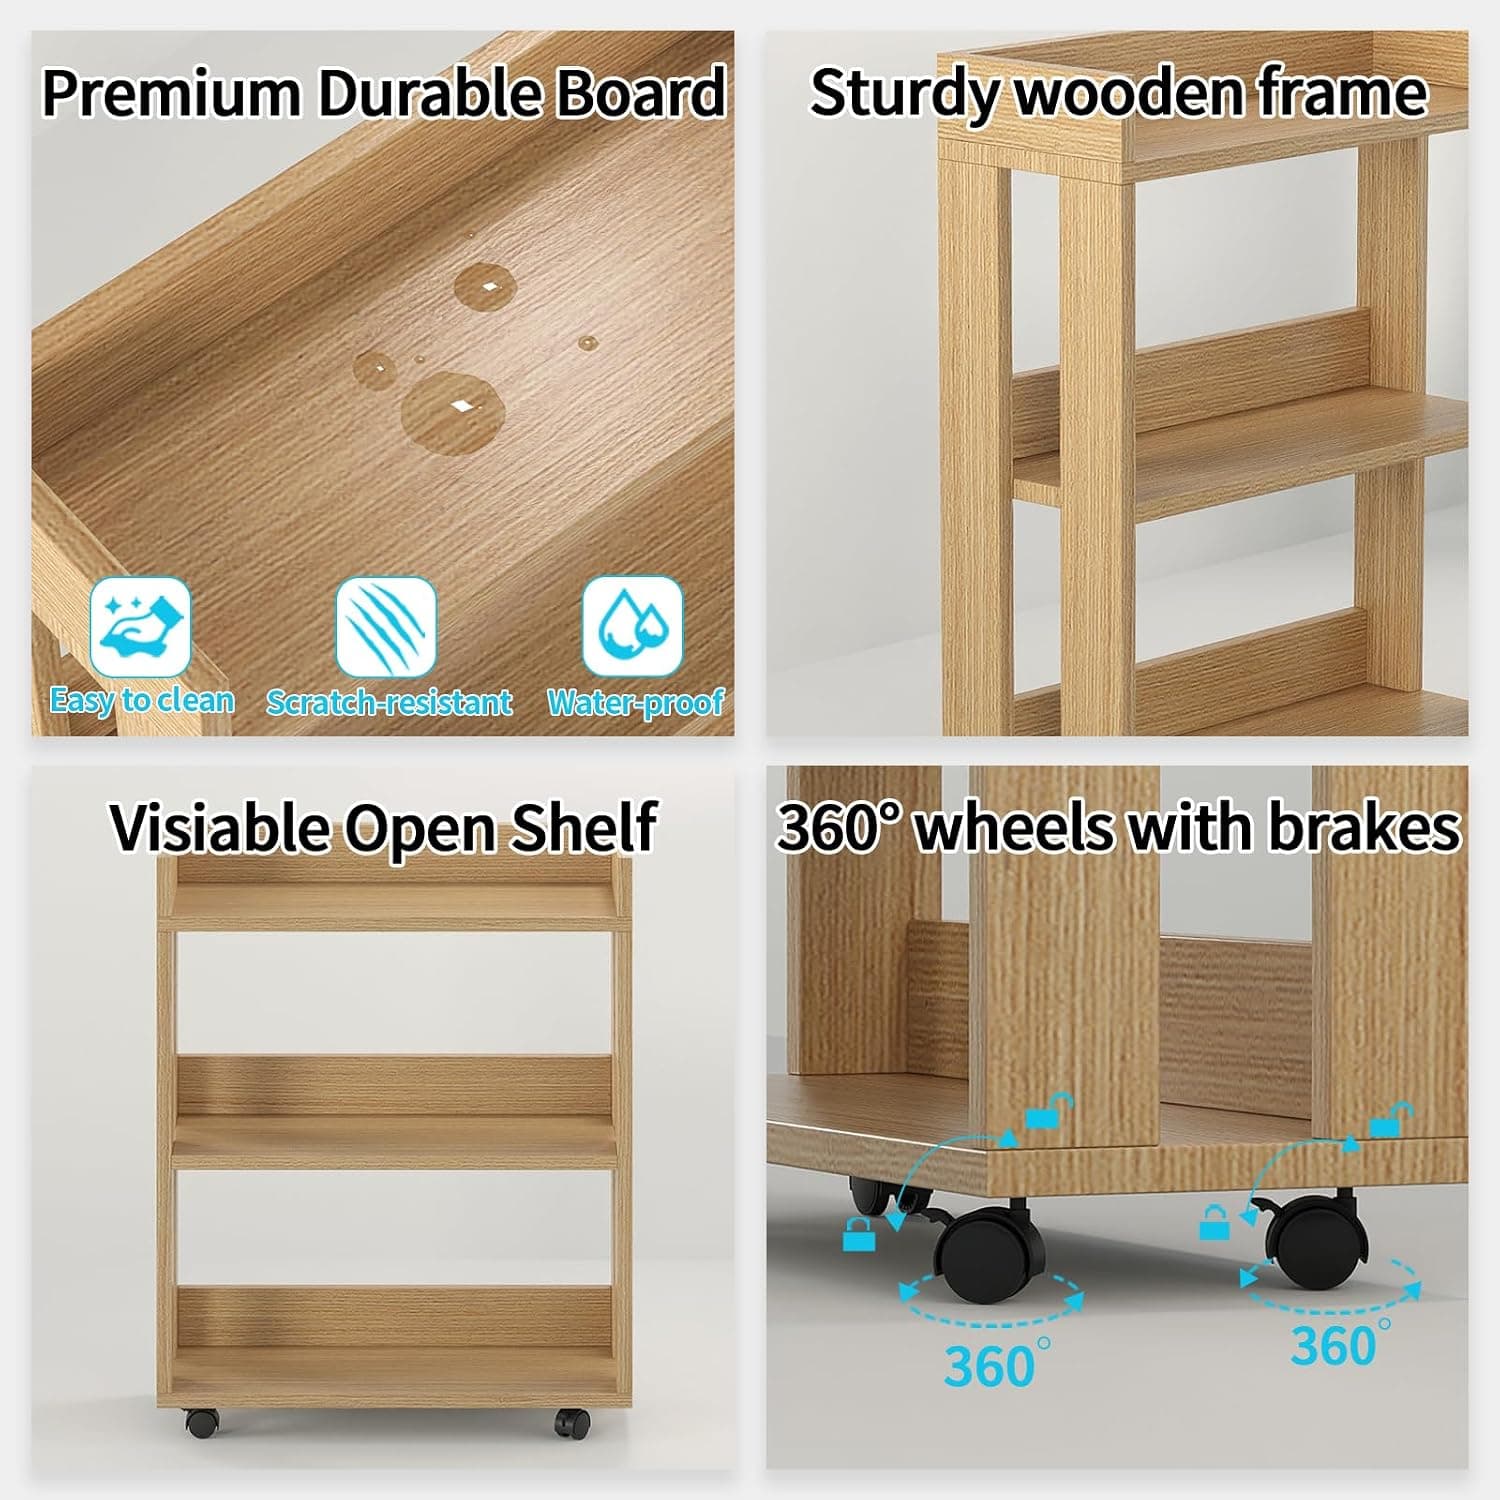 Premium Durable Board
Easy to clean
Scratch-resistant
Water-proof
Sturdy wooden frame
Visiable Open Shelf
360° wheels with brakes
360°
360°